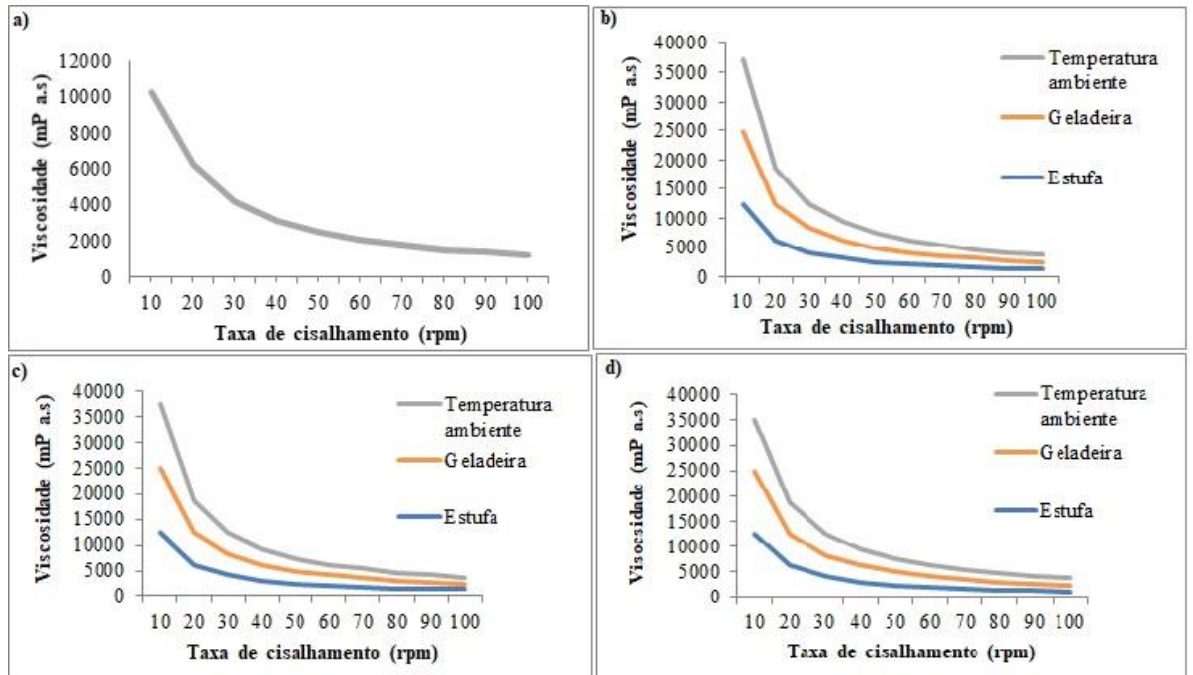 a)
12000
10000
8000
6000
4000
2000
0
Viscosidade (mP a.s)
10 20 30 40 50 60 70 80 90 100
Taxa de cisalhamento (rpm)
b)
40000
35000
30000
25000
20000
15000
10000
5000
0
Viscosidade (mP a.s)
10 20 30 40 50 60 70 80 90 100
Taxa de cisalhamento (rpm)
Temperatura
ambiente
Geladeira
Estufa
c)
40000
35000
30000
25000
20000
15000
10000
5000
0
Viscosidade (mP a.s)
10 20 30 40 50 60 70 80 90 100
Taxa de cisalhamento (rpm)
Temperatura
ambiente
Geladeira
Estufa
d)
40000
35000
30000
25000
20000
15000
10000
5000
0
Viscosidade (mP a.s)
10 20 30 40 50 60 70 80 90 100
Taxa de cisalhamento (rpm)
Temperatura
ambiente
Geladeira
Estufa